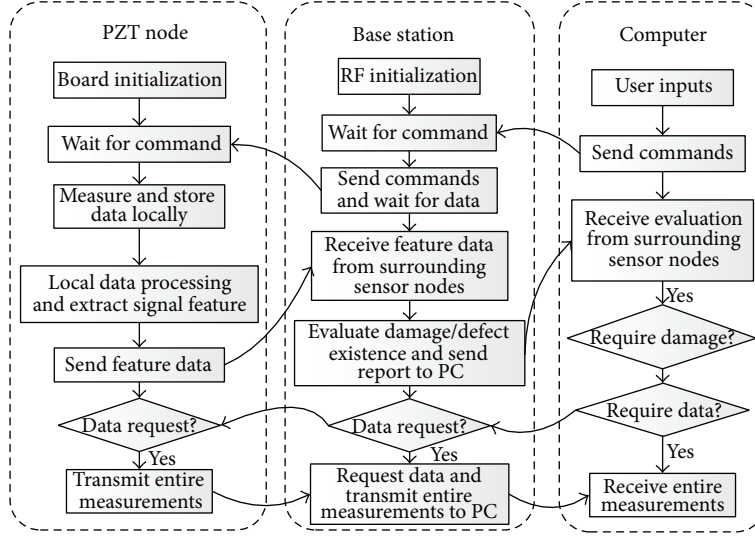 PZT node
Board initialization
Wait for command
Measure and store
data locally
Local data processing
and extract signal feature
Send feature data
Data request?
Yes
Transmit entire
measurements
Base station
RF initialization
Wait for command
Send commands
and wait for data
Receive feature data
from surrounding
sensor nodes
Evaluate damage/defect
existence and send
report to PC
Data request?
Yes
Request data and
transmit entire
measurements to PC
Computer
User inputs
Send commands
Receive evaluation
from surrounding
sensor nodes
Yes
Require damage?
Require data?
Yes
Receive entire
measurements